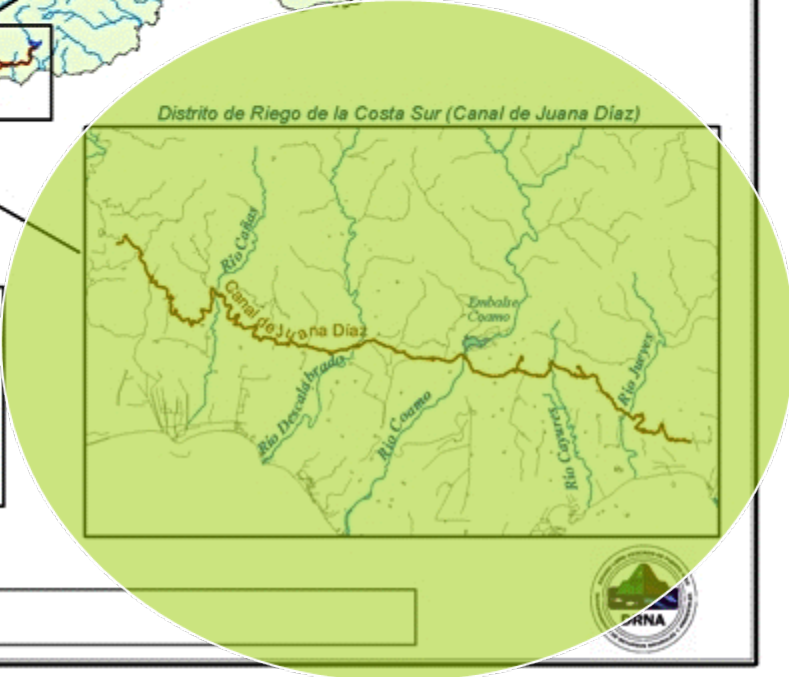 Distrito de Riego de la Costa Sur (Canal de Juana Díaz)
Río Cañas
Canal de Juana Díaz
Embalse
Coamo
Río Descalabrado
Río Coamo
Río Jueyes
Río Cayures
DRNA